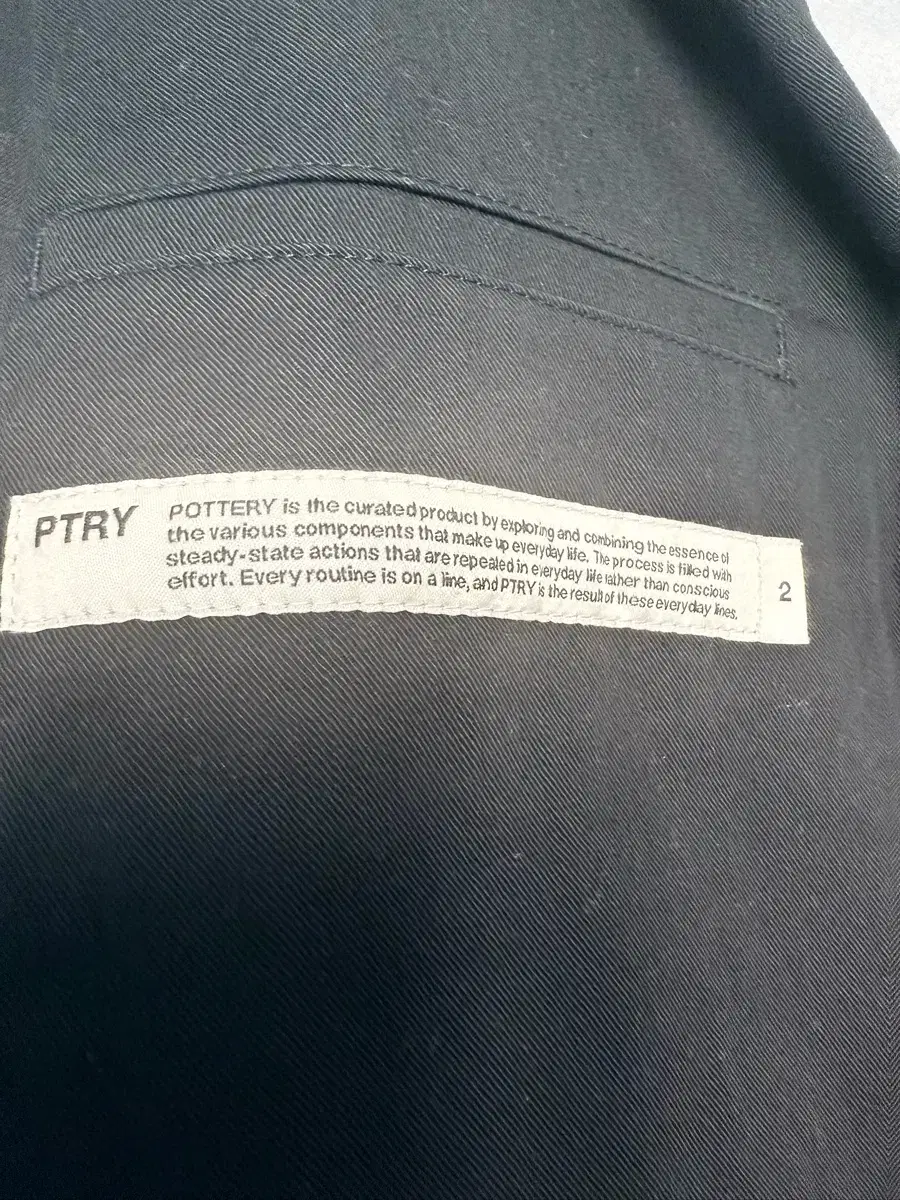 PTRY
POTTERY is the curated product by exploring and combining the essence of
the various components that make up everyday life. The process is filled with
steady-state actions that are repealed in everyday life rather than conscious
effort. Every routine is on a line, and PTRY is the result of these everyday lines.
2